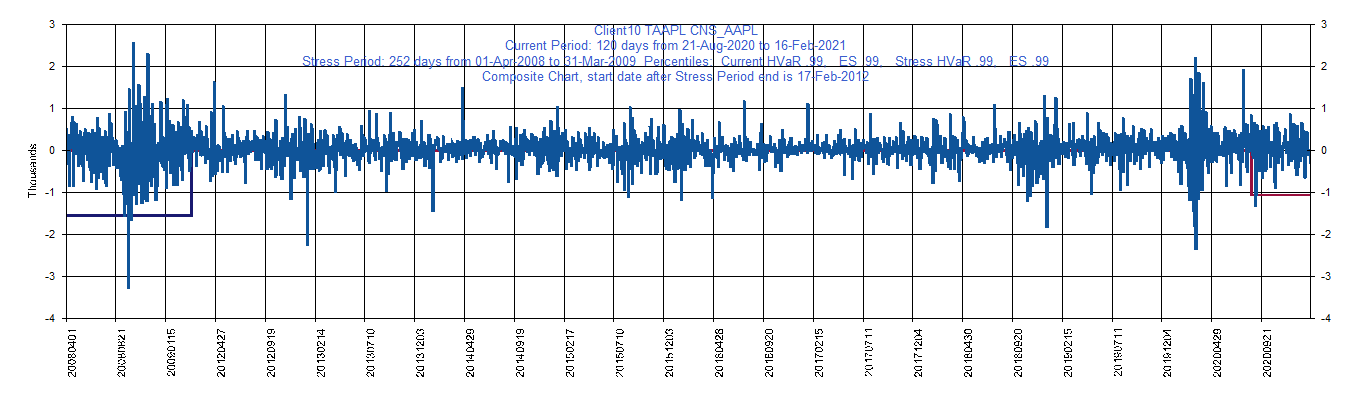 Client10 TAAPL CNS_AAPL
Current Period: 120 days from 21-Aug-2020 to 16-Feb-2021
Stress Period: 252 days from 01-Apr-2008 to 31-Mar-2009 Percentiles: Current HVaR .99, ES .99, Stress HVaR .99, ES .99
Composite Chart, start date after Stress Period end is 17-Feb-2012
3 3
2 2
1 1
0 0
-1 -1
-2 -2
-3 -3
-4 -4
Thousands
20080401 20080821 20090115 20120427 20120919 20130214 20130710 20131203 20140429 20140919 20150217 20150710 20151203 20160428 20160920 20170215 20170711 20171204 20180430 20180920 20190215 20190711 20191204 20200429 20200921